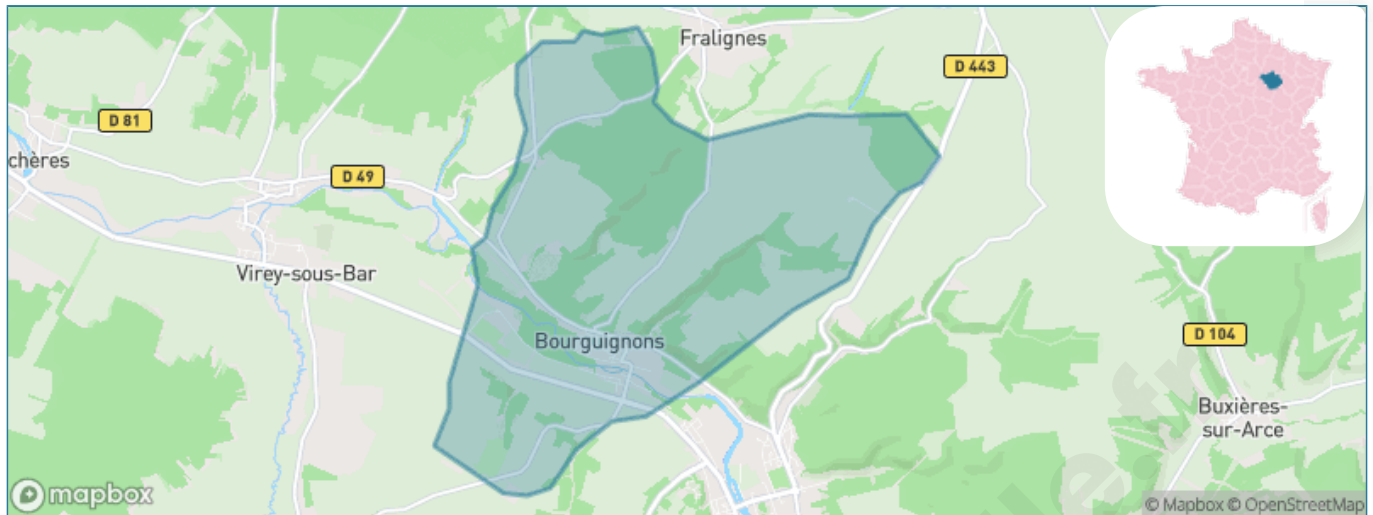 Fralignes
D 443
D 81
chères
D 49
Virey-sous-Bar
Bourguignons
D 104
Buxières-
sur-Arce
mapbox
© Mapbox © OpenStreetMap